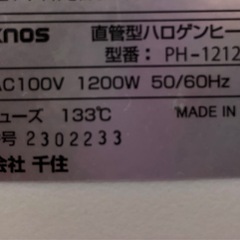 knos 直管型ハロゲンヒー
型番： PH-1212
AC100V 1200W 50/60Hz
ューズ 133℃ MADE IN
号 2302233
会社 千住